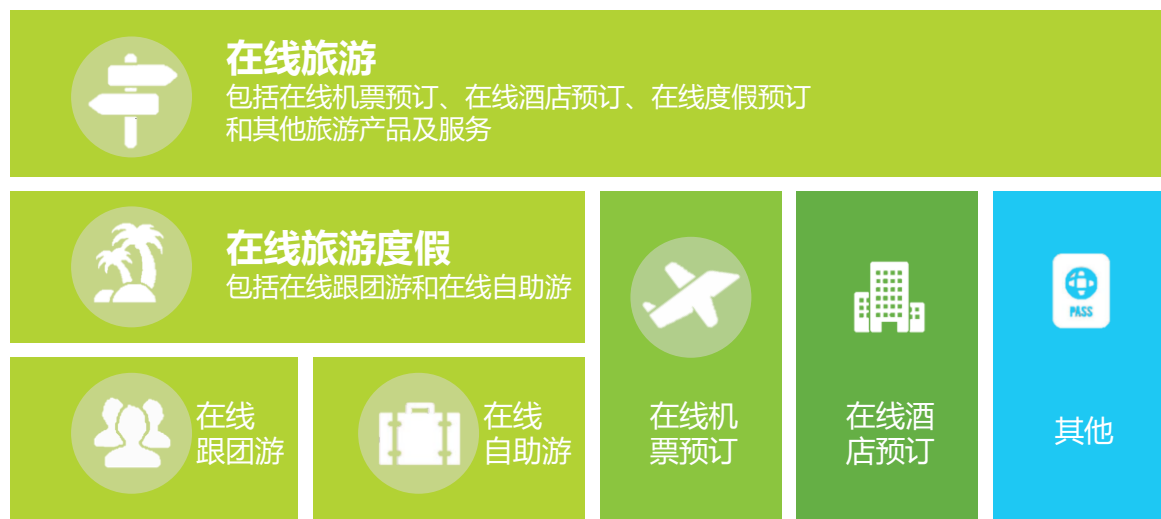 在线旅游
包括在线机票预订、在线酒店预订、在线度假预订
和其他旅游产品及服务
在线旅游度假
包括在线跟团游和在线自助游
在线
跟团游
在线
自助游
在线机
票预订
在线酒
店预订
PASS
其他